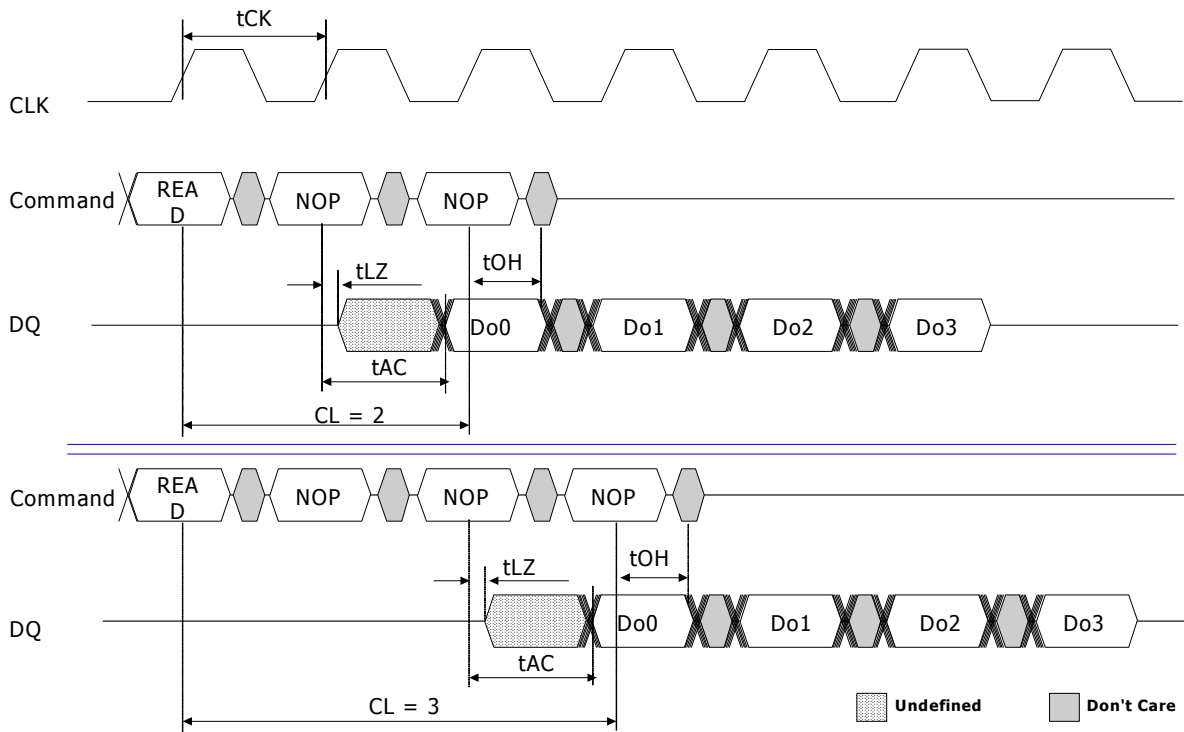 tCK
CLK
Command
REA
D
NOP
NOP
tLZ
tOH
DQ
Do0
Do1
Do2
Do3
tAC
CL = 2
Command
REA
D
NOP
NOP
NOP
tLZ
tOH
DQ
Do0
Do1
Do2
Do3
tAC
CL = 3
Undefined
Don't Care